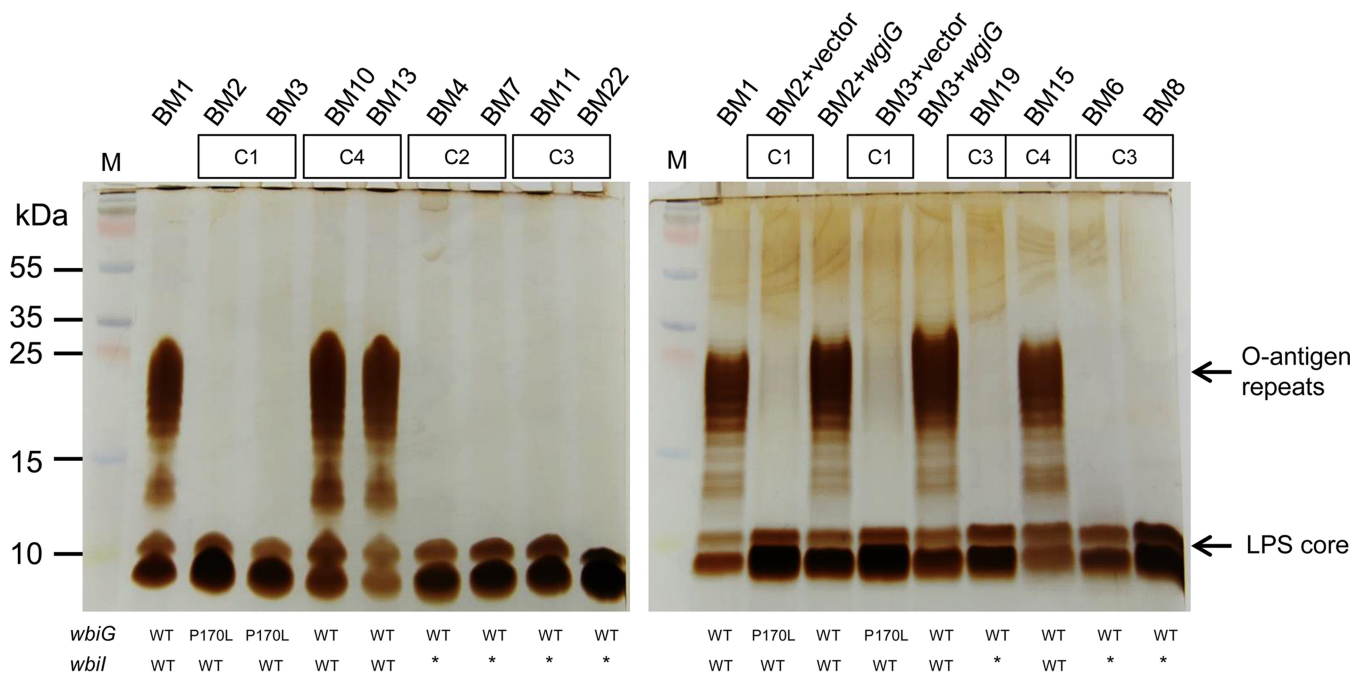 BM1 BM2 BM3 BM10 BM13 BM4 BM7 BM11 BM22
M C1 C4 C2 C3
kDa
55
35
25
15
10
wbiG WT P170L P170L WT WT WT WT WT WT
wbiI WT WT WT WT WT * * * *
BM1 BM2+vector BM2+wgiG BM3+vector BM3+wgiG BM19 BM15 BM6 BM8
M C1 C1 C3 C4 C3
O-antigen
repeats
LPS core
WT P170L WT P170L WT WT WT WT WT
WT WT WT WT WT * WT * *